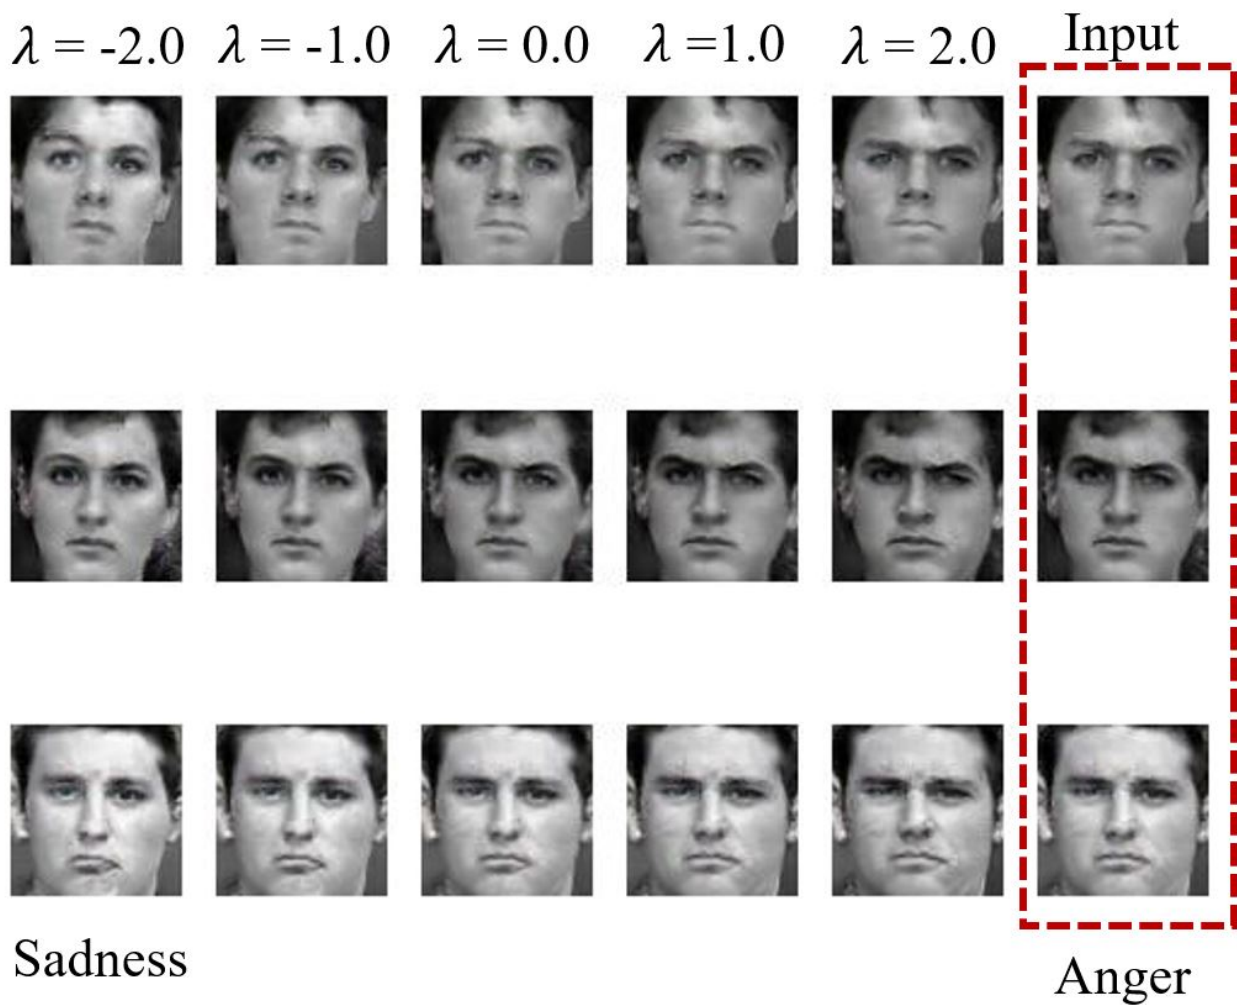 λ = -2.0 λ = -1.0 λ = 0.0 λ =1.0 λ = 2.0 Input
Sadness
Anger